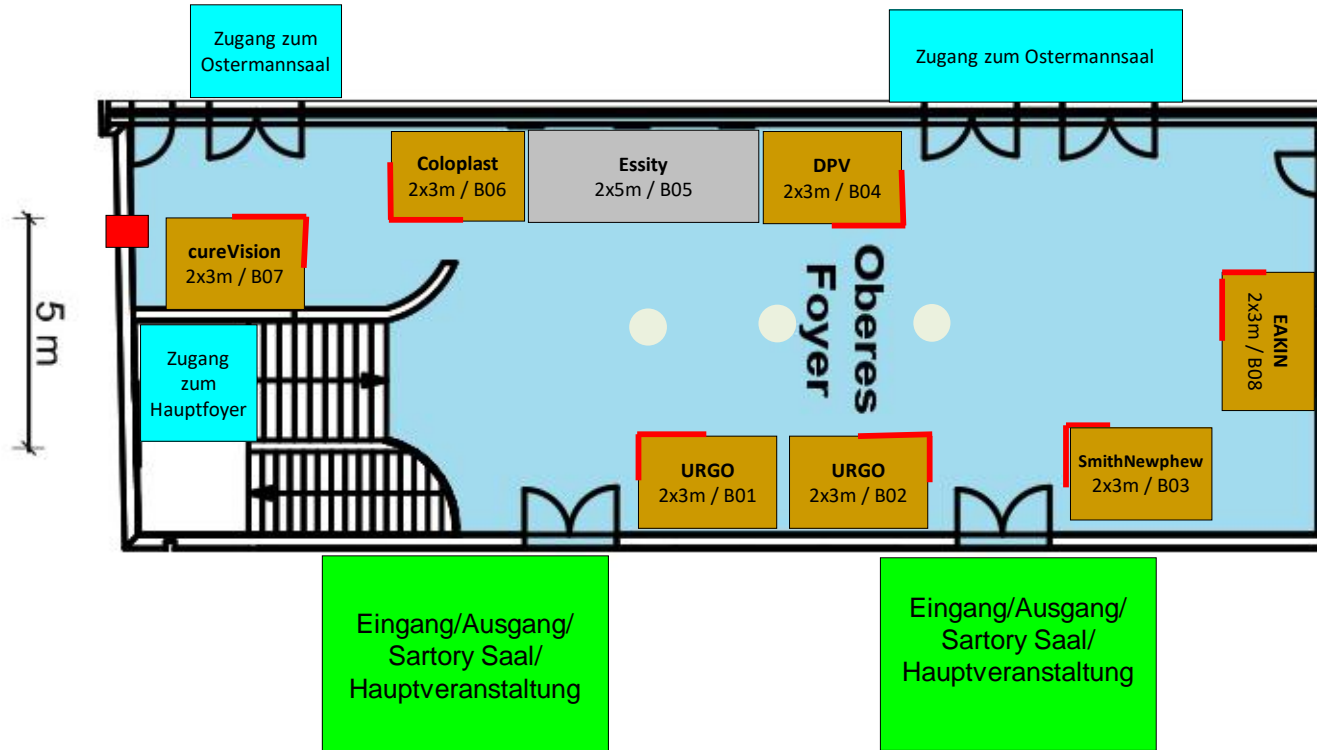 Zugang zum
Ostermannsaal
Zugang zum Ostermannsaal
Coloplast
2x3m / B06
Essity
2x5m / B05
DPV
2x3m / B04
cureVision
2x3m / B07
5 m
Oberes
Foyer
EAKIN
2x3m / B08
Zugang
zum
Hauptfoyer
URGO
2x3m / B01
URGO
2x3m / B02
SmithNewphew
2x3m / B03
Eingang/Ausgang/
Sartory Saal/
Hauptveranstaltung
Eingang/Ausgang/
Sartory Saal/
Hauptveranstaltung